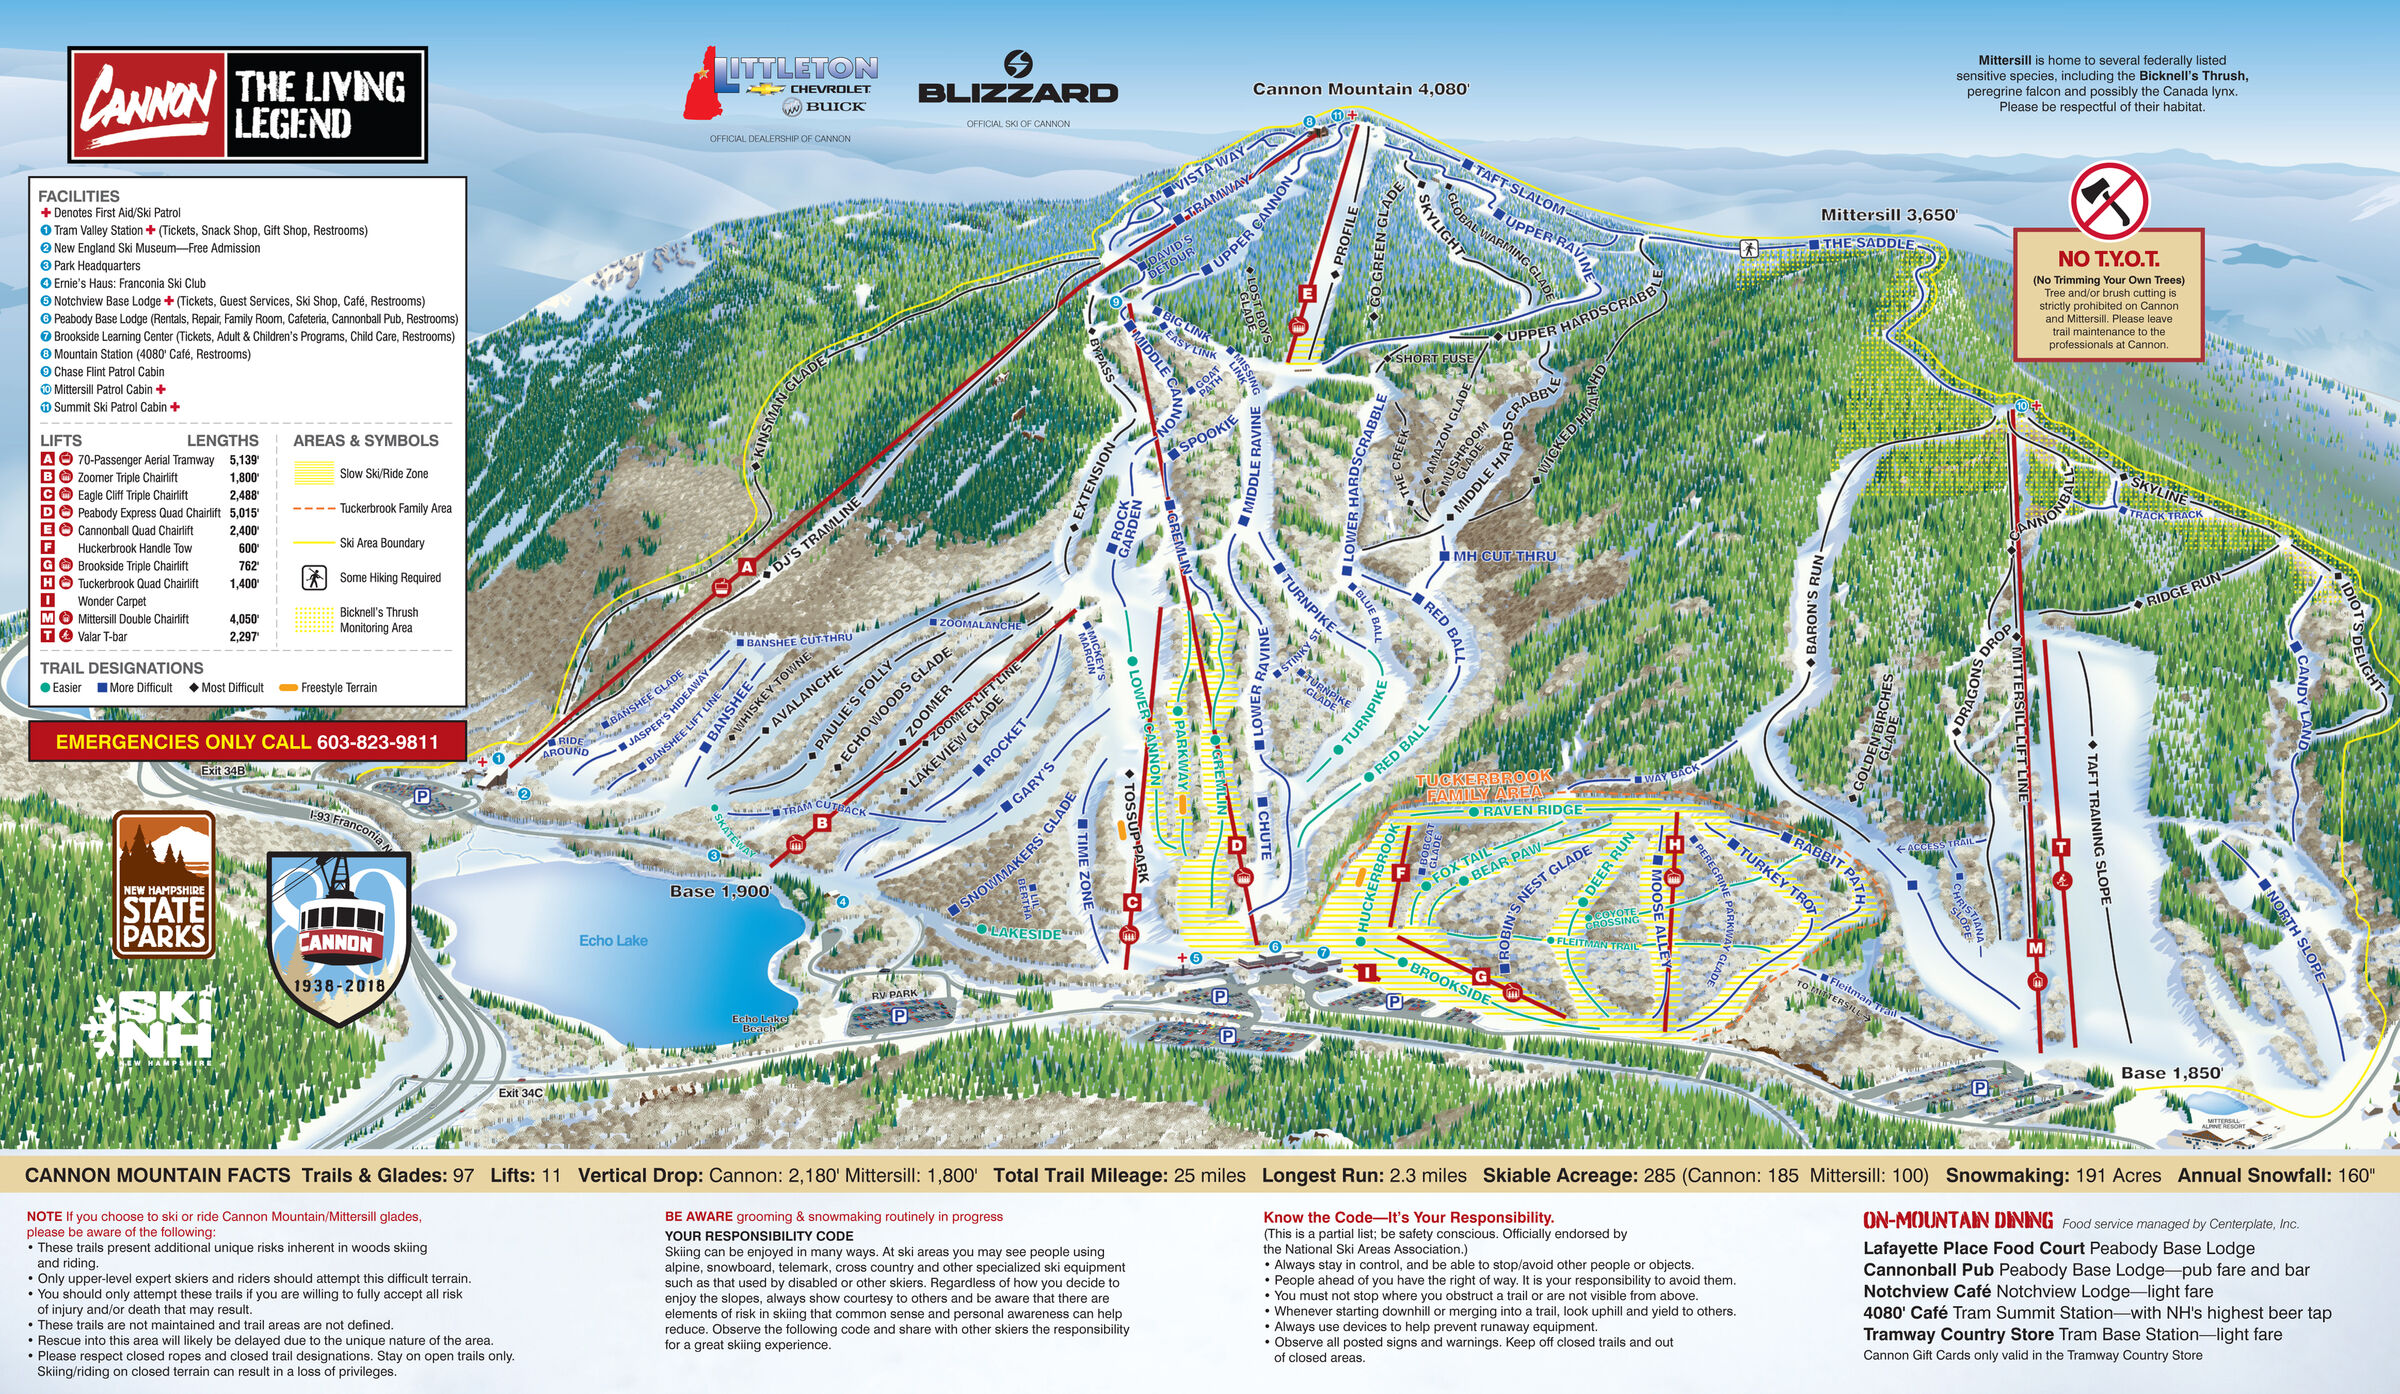 CANNON
THE LIVING
LEGEND
LITTLETON
CHEVROLET
BUICK
OFFICIAL DEALERSHIP OF CANNON
BLIZZARD
OFFICIAL SKI OF CANNON
Cannon Mountain 4,080'
Mittersill is home to several federally listed
sensitive species, including the Bicknell's Thrush,
peregrine falcon and possibly the Canada lynx.
Please be respectful of their habitat.
Mittersill 3,650'
NO T.Y.O.T.
(No Trimming Your Own Trees)
Tree and/or brush cutting is
strictly prohibited on Cannon
and Mittersill. Please leave
trail maintenance to the
professionals at Cannon.
FACILITIES
Denotes First Aid/Ski Patrol
1 Tram Valley Station (Tickets, Snack Shop, Gift Shop, Restrooms)
2 New England Ski Museum—Free Admission
3 Park Headquarters
4 Ernie's Haus: Franconia Ski Club
5 Notchview Base Lodge (Tickets, Guest Services, Ski Shop, Café, Restrooms)
6 Peabody Base Lodge (Rentals, Repair, Family Room, Cafeteria, Cannonball Pub, Restrooms)
7 Brookside Learning Center (Tickets, Adult & Children's Programs, Child Care, Restrooms)
8 Mountain Station (4080' Café, Restrooms)
9 Chase Flint Patrol Cabin
10 Mittersill Patrol Cabin
11 Summit Ski Patrol Cabin
LIFTS LENGTHS
A 70-Passenger Aerial Tramway 5,139'
B Zoomer Triple Chairlift 1,800'
C Eagle Cliff Triple Chairlift 2,488'
D Peabody Express Quad Chairlift 5,015'
E Cannonball Quad Chairlift 2,400'
F Huckerbrook Handle Tow 600'
G Brookside Triple Chairlift 762'
H Tuckerbrook Quad Chairlift 1,400'
I Wonder Carpet
M Mittersill Double Chairlift 4,050'
T Valar T-bar 2,297'
AREAS & SYMBOLS
Slow Ski/Ride Zone
Tuckerbrook Family Area
Ski Area Boundary
Some Hiking Required
Bicknell's Thrush
Monitoring Area
TRAIL DESIGNATIONS
Easier More Difficult Most Difficult Freestyle Terrain
EMERGENCIES ONLY CALL 603-823-9811
8
11
VISTA WAY
TRAMWAY
DAVID'S
DETOUR
UPPER CANNON
LOST BOYS
GLADE
E
PROFILE
GO GREEN GLADE
SKYLIGHT
GLOBAL WARMING GLADE
TAFT SLALOM
UPPER RAVINE
UPPER HARDSCRABBLE
THE SADDLE
9
BIG LINK
EASY LINK
GOAT
PATH
MISSING
LINK
SHORT FUSE
BYPASS
MIDDLE CANNON
SPOOKIE
MIDDLE RAVINE
LOWER HARDSCRABBLE
THE CREEK
AMAZON GLADE
MUSHROOM
GLADE
MIDDLE HARDSCRABBLE
WICKED HAAHHD
KINSMAN GLADE
DJ'S TRAMLINE
A
EXTENSION
ROCK
GARDEN
GREMLIN
TURNPIKE
MH CUT THRU
RED BALL
BLUE BALL
STINKY ST.
TURNPIKE
GLADE
LOWER RAVINE
MICKEY'S
MARGIN
ZOOMALANCHE
BANSHEE CUT-THRU
BANSHEE GLADE
JASPER'S HIDEAWAY
BANSHEE LIFT LINE
BANSHEE
WHISKEY TOWNE
AVALANCHE
PAULIE'S FOLLY
ECHO WOODS GLADE
ZOOMER
ZOOMER LIFT LINE
LAKEVIEW GLADE
ROCKET
GARY'S
RIDE
AROUND
1
2
3
4
TRAM CUTBACK
SKATEWAY
B
SNOWMAKERS' GLADE
LIL
BERTHA
TIME ZONE
LAKESIDE
TOSSUP PARK
C
LOWER CANNON
PARKWAY
GREMLIN
D
CHUTE
TURNPIKE
RED BALL
5
6
7
TUCKERBROOK
FAMILY AREA
RAVEN RIDGE
WAY BACK
HUCKERBROOK
F
BOBCAT
GLADE
FOX TAIL
BEAR PAW
ROBIN'S NEST GLADE
DEER RUN
COYOTE
CROSSING
FLEITMAN TRAIL
MOOSE ALLEY
H
PEREGRINE PARKWAY GLADE
TURKEY TROT
RABBIT PATH
BROOKSIDE
G
I
Fleitman Trail
TO MITTERSILL
10
BARON'S RUN
CANNONBALL
SKYLINE
TRACK TRACK
RIDGE RUN
IDIOT'S DELIGHT
CANDY LAND
DRAGONS DROP
MITTERSILL LIFT LINE
GOLDEN BIRCHES
GLADE
TAFT TRAINING SLOPE
ACCESS TRAIL
CHRISTIANA
SLOPE
NORTH SLOPE
T
M
Base 1,900'
Base 1,850'
Echo Lake
Echo Lake
Beach
RV PARK
P
P
P
P
P
P
Exit 34B
I-93 Franconia N
Exit 34C
MITTERSILL
ALPINE RESORT
NEW HAMPSHIRE
STATE
PARKS
80
CANNON
1938-2018
SKI
NH
NEW HAMPSHIRE
CANNON MOUNTAIN FACTS Trails & Glades: 97 Lifts: 11 Vertical Drop: Cannon: 2,180' Mittersill: 1,800' Total Trail Mileage: 25 miles Longest Run: 2.3 miles Skiable Acreage: 285 (Cannon: 185 Mittersill: 100) Snowmaking: 191 Acres Annual Snowfall: 160"
NOTE If you choose to ski or ride Cannon Mountain/Mittersill glades,
please be aware of the following:
• These trails present additional unique risks inherent in woods skiing
and riding.
• Only upper-level expert skiers and riders should attempt this difficult terrain.
• You should only attempt these trails if you are willing to fully accept all risk
of injury and/or death that may result.
• These trails are not maintained and trail areas are not defined.
• Rescue into this area will likely be delayed due to the unique nature of the area.
• Please respect closed ropes and closed trail designations. Stay on open trails only.
Skiing/riding on closed terrain can result in a loss of privileges.
BE AWARE grooming & snowmaking routinely in progress
YOUR RESPONSIBILITY CODE
Skiing can be enjoyed in many ways. At ski areas you may see people using
alpine, snowboard, telemark, cross country and other specialized ski equipment
such as that used by disabled or other skiers. Regardless of how you decide to
enjoy the slopes, always show courtesy to others and be aware that there are
elements of risk in skiing that common sense and personal awareness can help
reduce. Observe the following code and share with other skiers the responsibility
for a great skiing experience.
Know the Code—It's Your Responsibility.
(This is a partial list; be safety conscious. Officially endorsed by
the National Ski Areas Association.)
• Always stay in control, and be able to stop/avoid other people or objects.
• People ahead of you have the right of way. It is your responsibility to avoid them.
• You must not stop where you obstruct a trail or are not visible from above.
• Whenever starting downhill or merging into a trail, look uphill and yield to others.
• Always use devices to help prevent runaway equipment.
• Observe all posted signs and warnings. Keep off closed trails and out
of closed areas.
ON-MOUNTAIN DINING Food service managed by Centerplate, Inc.
Lafayette Place Food Court Peabody Base Lodge
Cannonball Pub Peabody Base Lodge—pub fare and bar
Notchview Café Notchview Lodge—light fare
4080' Café Tram Summit Station—with NH's highest beer tap
Tramway Country Store Tram Base Station—light fare
Cannon Gift Cards only valid in the Tramway Country Store